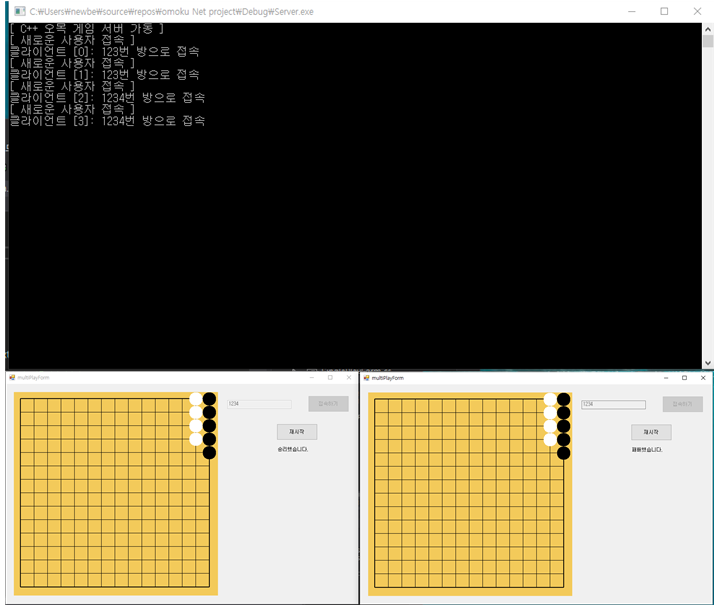 C:￦Users￦newbe￦source￦repos￦omoku Net project￦Debug￦Server.exe
[ C++ 오목 게임 서버 가동 ]
[ 새로운 사용자 접속 ]
클라이언트 [0]: 123번 방으로 접속
[ 새로운 사용자 접속 ]
클라이언트 [1]: 123번 방으로 접속
[ 새로운 사용자 접속 ]
클라이언트 [2]: 1234번 방으로 접속
[ 새로운 사용자 접속 ]
클라이언트 [3]: 1234번 방으로 접속
multiPlayForm
1234
접속하기
재시작
승리했습니다.
multiPlayForm
1234
접속하기
재시작
패배했습니다.